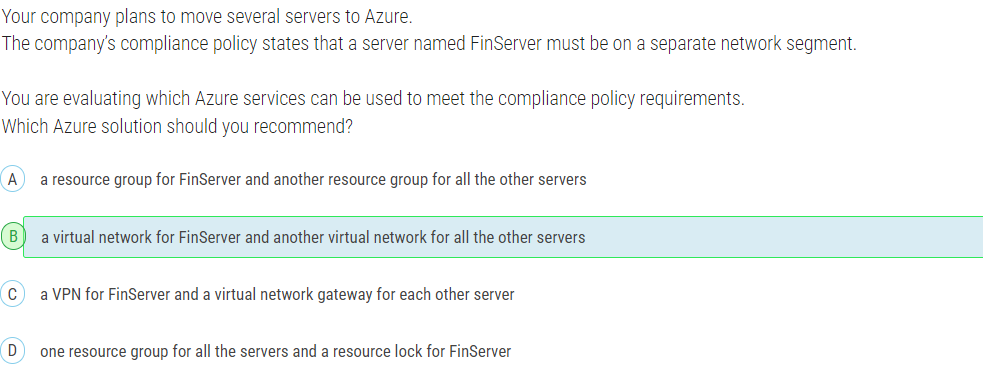 Your company plans to move several servers to Azure.
The company's compliance policy states that a server named FinServer must be on a separate network segment.
You are evaluating which Azure services can be used to meet the compliance policy requirements.
Which Azure solution should you recommend?
A a resource group for FinServer and another resource group for all the other servers
B a virtual network for FinServer and another virtual network for all the other servers
C a VPN for FinServer and a virtual network gateway for each other server
D one resource group for all the servers and a resource lock for FinServer